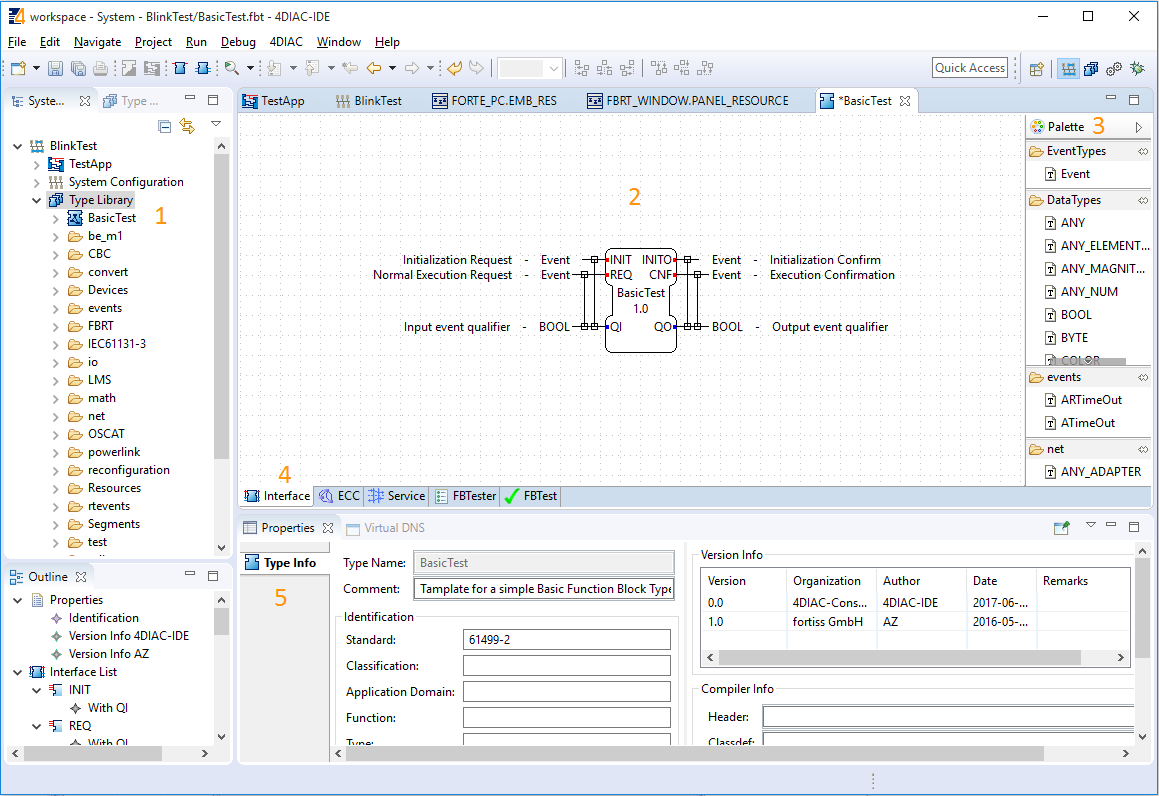 workspace - System - BlinkTest/BasicTest.fbt - 4DIAC-IDE
File Edit Navigate Project Run Debug 4DIAC Window Help
Quick Access
Syste... Type ...
BlinkTest
TestApp
System Configuration
Type Library
1
BasicTest
be_m1
CBC
convert
Devices
events
FBRT
IEC61131-3
io
LMS
math
net
OSCAT
powerlink
reconfiguration
Resources
rtevents
Segments
test
TestApp BlinkTest FORTE_PC.EMB_RES FBRT_WINDOW.PANEL_RESOURCE *BasicTest
2
Initialization Request - Event INIT INITO Event - Initialization Confirm
Normal Execution Request - Event REQ CNF Event - Execution Confirmation
BasicTest
1.0
Input event qualifier - BOOL QI QO BOOL - Output event qualifier
Palette 3
EventTypes
Event
DataTypes
ANY
ANY_ELEMENT...
ANY_MAGNIT...
ANY_NUM
BOOL
BYTE
COLOR
events
ARTimeOut
ATimeOut
net
ANY_ADAPTER
4
Interface ECC Service FBTester FBTest
Outline
Properties
Identification
Version Info 4DIAC-IDE
Version Info AZ
Interface List
INIT
With QI
REQ
With QI
Properties Virtual DNS
Type Info
5
Type Name: BasicTest
Comment: Tamplate for a simple Basic Function Block Type
Identification
Standard: 61499-2
Classification:
Application Domain:
Function:
Type:
Version Info
Version Organization Author Date Remarks
0.0 4DIAC-Cons... 4DIAC-IDE 2017-06-...
1.0 fortiss GmbH AZ 2016-05-...
Compiler Info
Header:
Classdef: